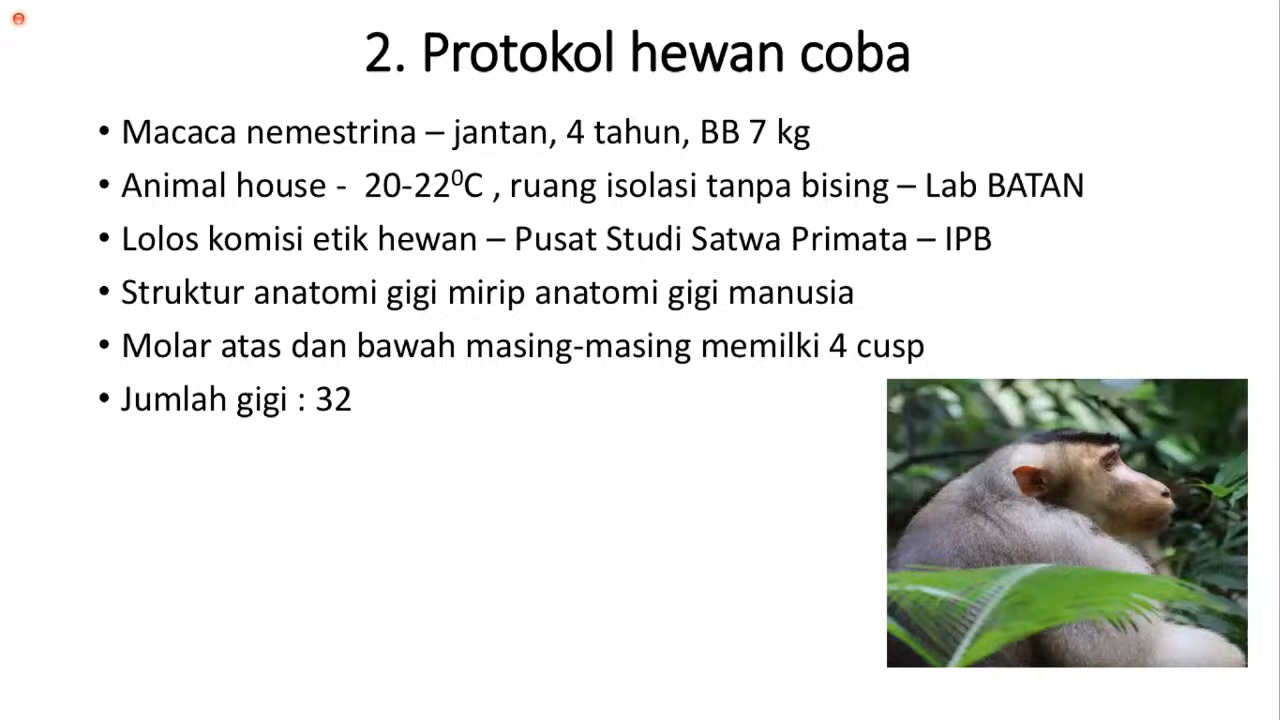 2. Protokol hewan coba
• Macaca nemestrina – jantan, 4 tahun, BB 7 kg
• Animal house - 20-22⁰C , ruang isolasi tanpa bising – Lab BATAN
• Lolos komisi etik hewan – Pusat Studi Satwa Primata – IPB
• Struktur anatomi gigi mirip anatomi gigi manusia
• Molar atas dan bawah masing-masing memilki 4 cusp
• Jumlah gigi : 32